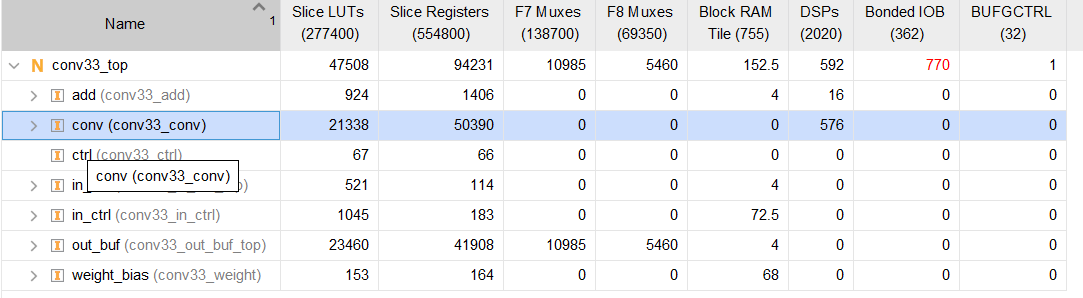 Name 1 Slice LUTs (277400) Slice Registers (554800) F7 Muxes (138700) F8 Muxes (69350) Block RAM Tile (755) DSPs (2020) Bonded IOB (362) BUFGCTRL (32)
N conv33_top 47508 94231 10985 5460 152.5 592 770 1
I add (conv33_add) 924 1406 0 0 4 16 0 0
I conv (conv33_conv) 21338 50390 0 0 0 576 0 0
I ctrl (conv33_ctrl) 67 66 0 0 0 0 0 0
conv (conv33_conv)
I in_ 521 114 0 0 4 0 0 0
I in_ctrl (conv33_in_ctrl) 1045 183 0 0 72.5 0 0 0
I out_buf (conv33_out_buf_top) 23460 41908 10985 5460 4 0 0 0
I weight_bias (conv33_weight) 153 164 0 0 68 0 0 0